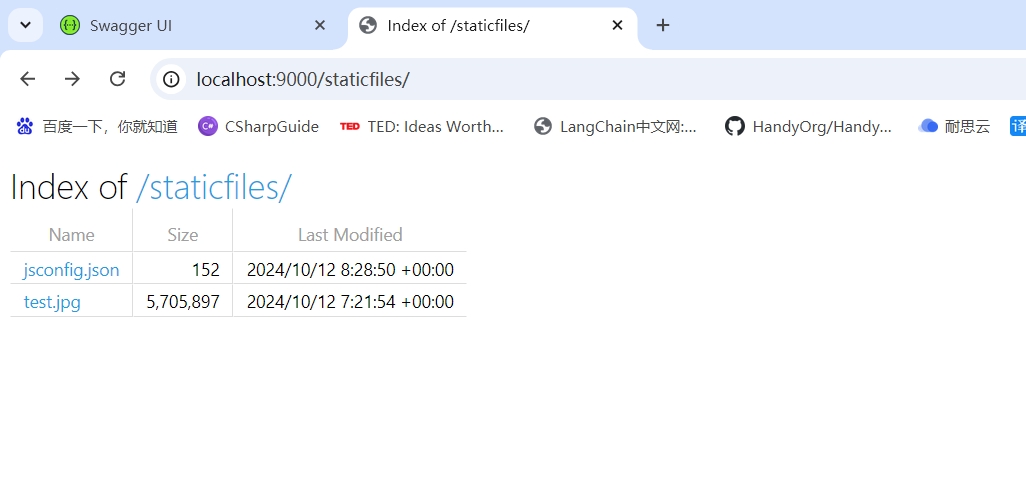 Swagger UI
Index of /staticfiles/
localhost:9000/staticfiles/
百度一下，你就知道
CSharpGuide
TED
TED: Ideas Worth...
LangChain中文网:...
HandyOrg/Handy...
耐思云
译
Index of /staticfiles/
Name Size Last Modified
jsconfig.json 152 2024/10/12 8:28:50 +00:00
test.jpg 5,705,897 2024/10/12 7:21:54 +00:00